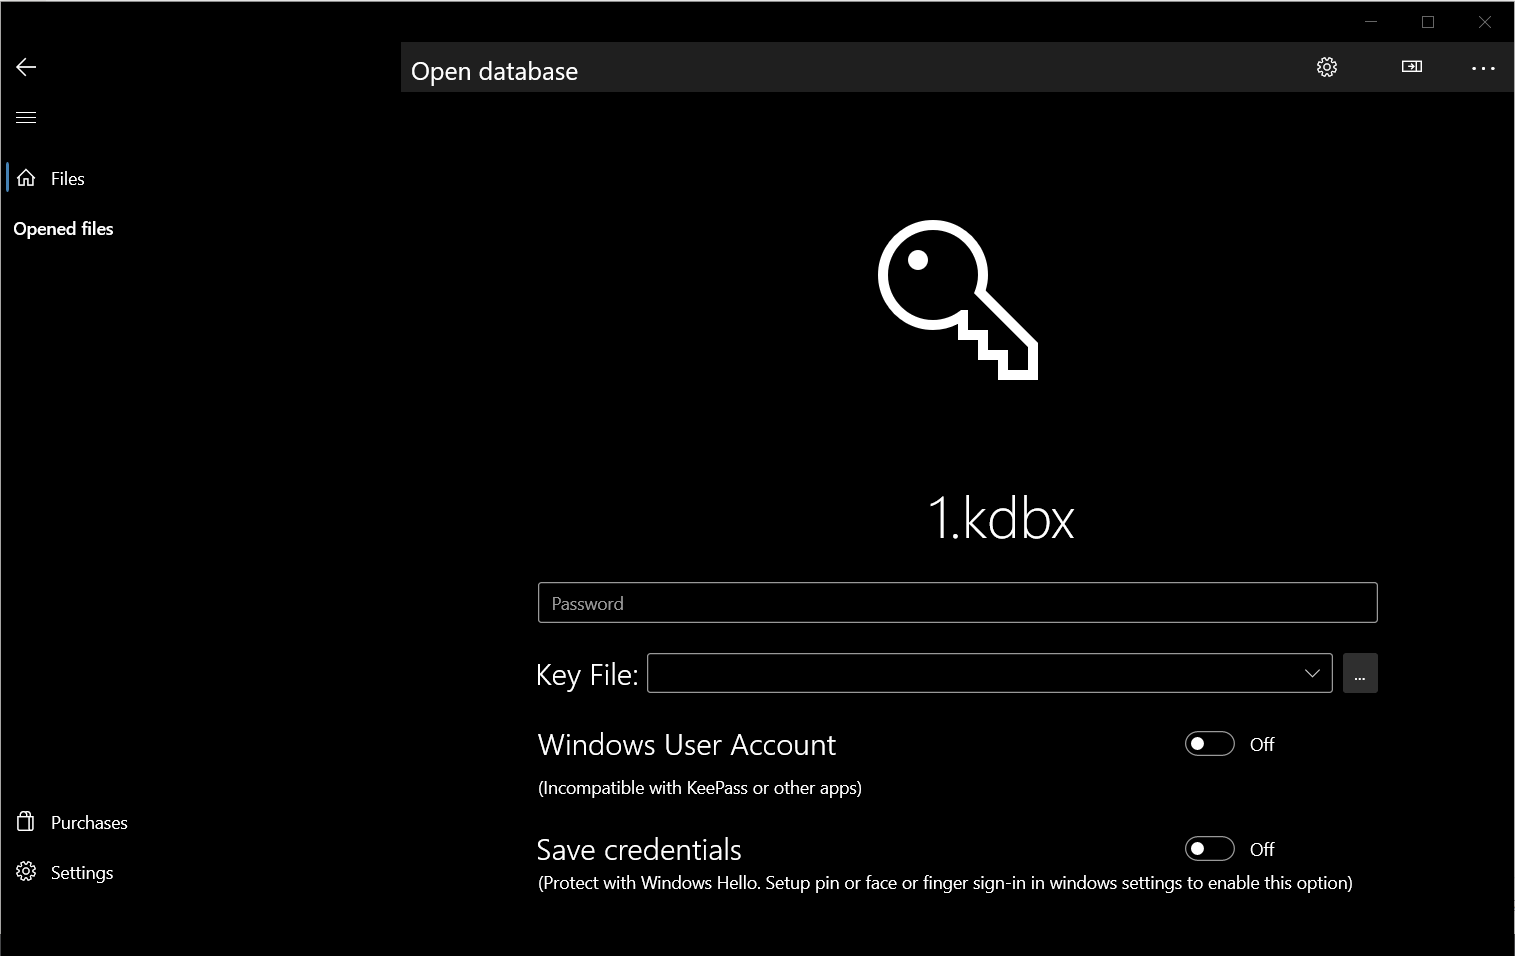 Open database
Files
Opened files
1.kdbx
Password
Key File:
...
Windows User Account
Off
(Incompatible with KeePass or other apps)
Save credentials
Off
(Protect with Windows Hello. Setup pin or face or finger sign-in in windows settings to enable this option)
Purchases
Settings